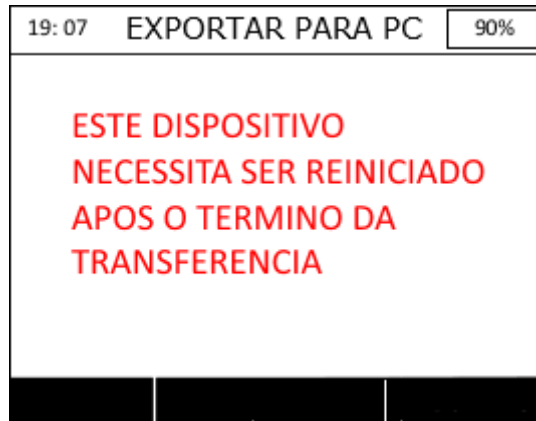 19:07 EXPORTAR PARA PC 90%
ESTE DISPOSITIVO
NECESSITA SER REINICIADO
APOS O TERMINO DA
TRANSFERENCIA